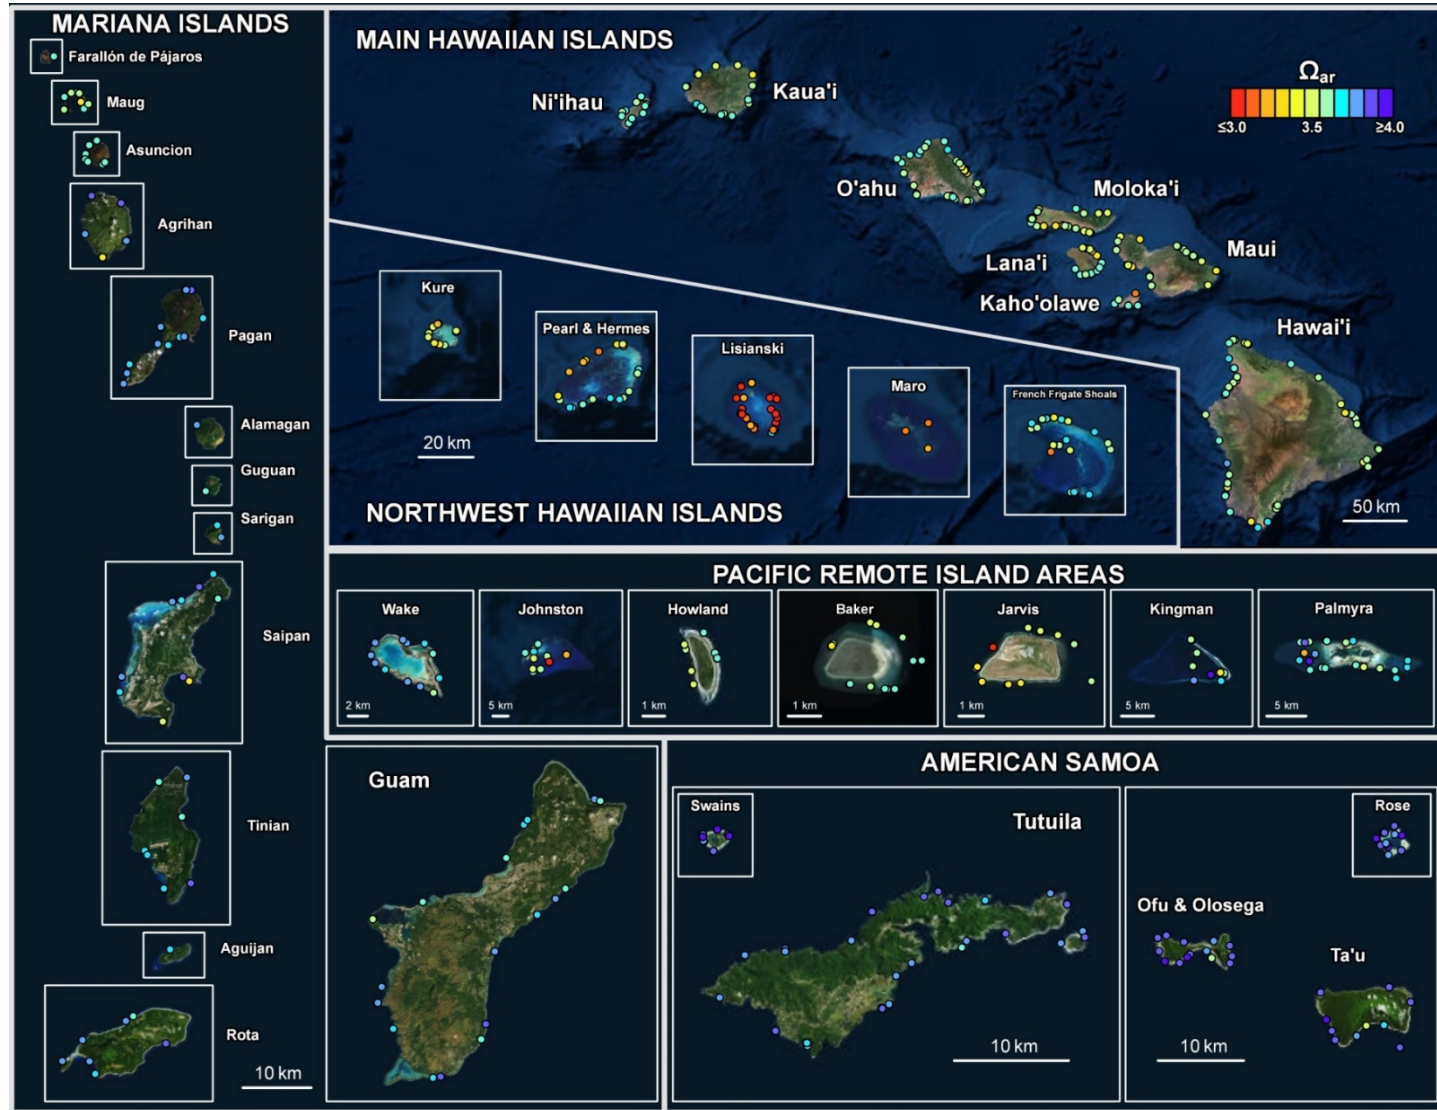 MARIANA ISLANDS
Farallón de Pájaros
Maug
Asuncion
Agrihan
Pagan
Alamagan
Guguan
Sarigan
Saipan
Tinian
Aguijan
Rota
10 km
MAIN HAWAIIAN ISLANDS
Ni'ihau
Kaua'i
O'ahu
Moloka'i
Lana'i
Maui
Kaho'olawe
Hawai'i
Ωar
≤3.0 3.5 ≥4.0
50 km
Kure
Pearl & Hermes
Lisianski
Maro
French Frigate Shoals
20 km
NORTHWEST HAWAIIAN ISLANDS
PACIFIC REMOTE ISLAND AREAS
Wake
2 km
Johnston
5 km
Howland
1 km
Baker
1 km
Jarvis
1 km
Kingman
5 km
Palmyra
5 km
Guam
AMERICAN SAMOA
Swains
Tutuila
10 km
Rose
Ofu & Olosega
Ta'u
10 km